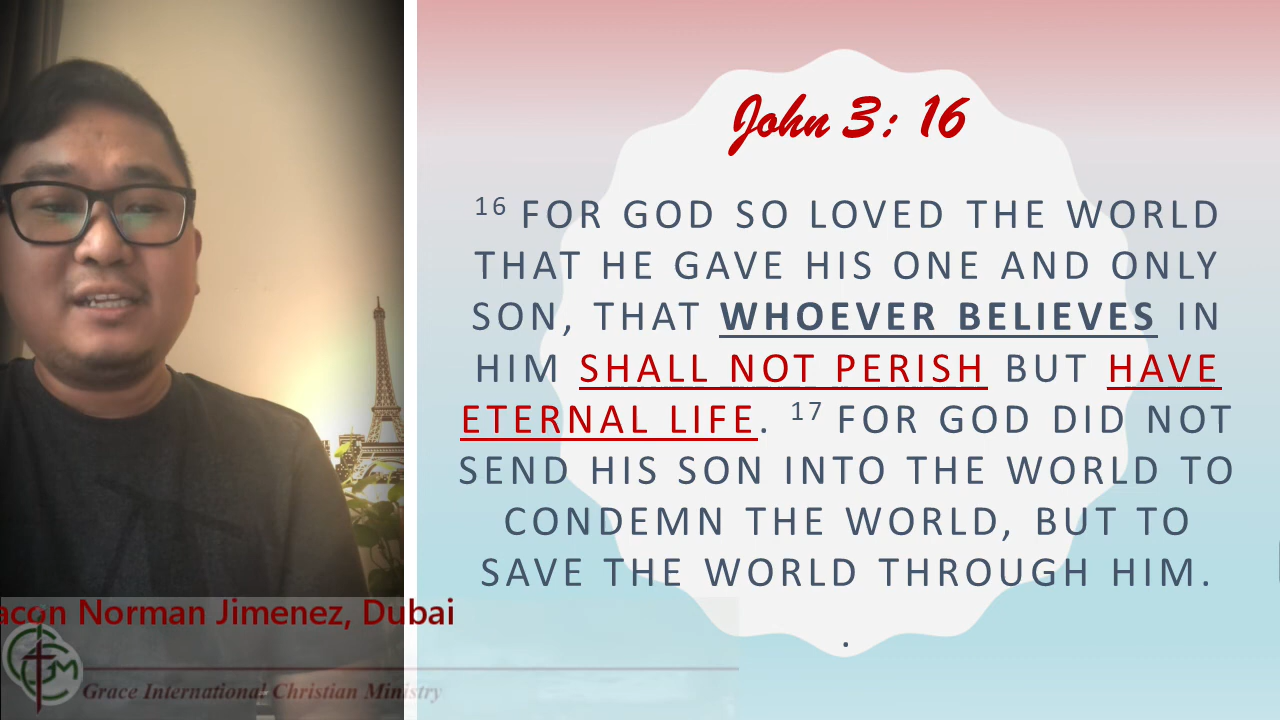 John 3: 16
16 FOR GOD SO LOVED THE WORLD
THAT HE GAVE HIS ONE AND ONLY
SON, THAT WHOEVER BELIEVES IN
HIM SHALL NOT PERISH BUT HAVE
ETERNAL LIFE. 17 FOR GOD DID NOT
SEND HIS SON INTO THE WORLD TO
CONDEMN THE WORLD, BUT TO
SAVE THE WORLD THROUGH HIM.
.
acon Norman Jimenez, Dubai
GICM
Grace International Christian Ministry